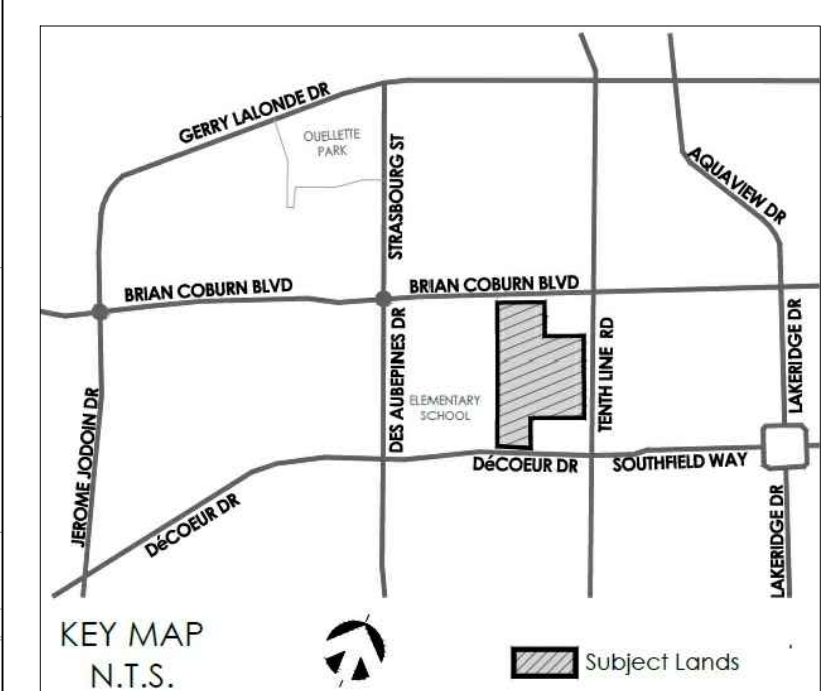 GERRY LALONDE DR
OUELLETTE
PARK
STRASBOURG ST
AQUAVIEW DR
BRIAN COBURN BLVD
BRIAN COBURN BLVD
JEROME JODOIN DR
DES AUBEPINES DR
ELEMENTARY
SCHOOL
TENTH LINE RD
LAKERIDGE DR
DéCOEUR DR
DéCOEUR DR
SOUTHFIELD WAY
LAKERIDGE DR
KEY MAP
N.T.S.
Subject Lands